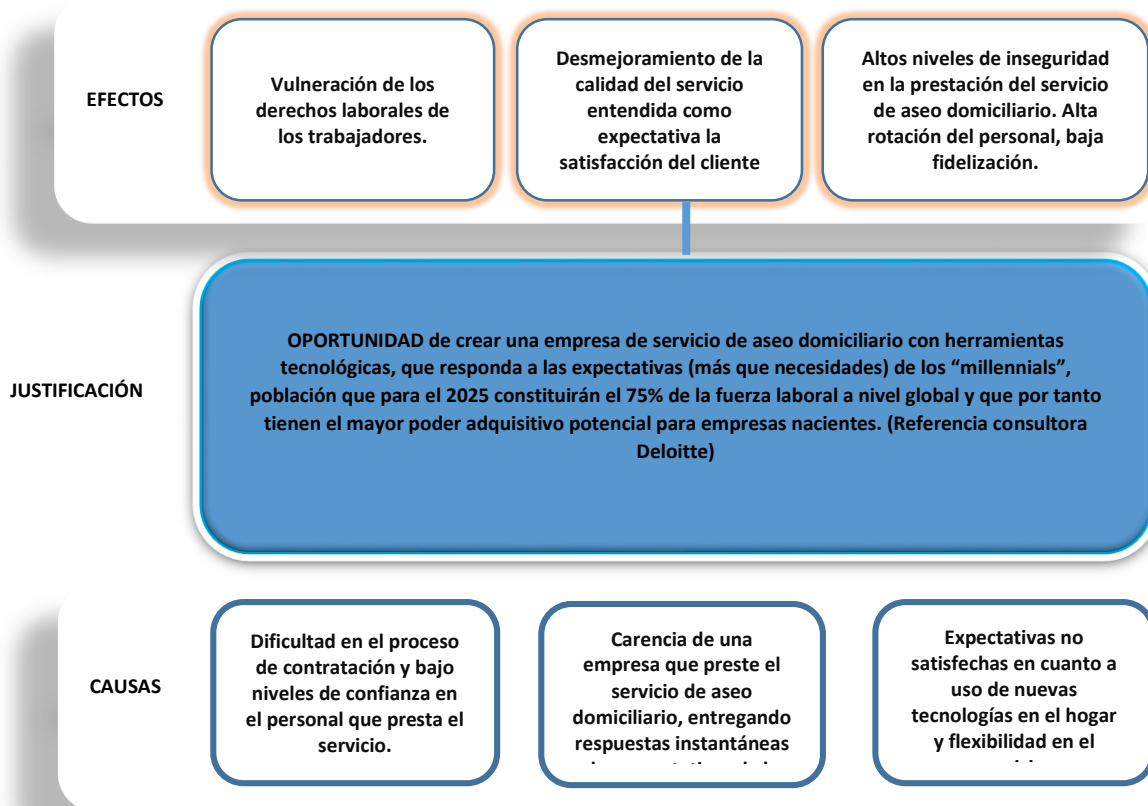 EFECTOS
Vulneración de los
derechos laborales de
los trabajadores.
Desmejoramiento de la
calidad del servicio
entendida como
expectativa la
satisfacción del cliente
Altos niveles de inseguridad
en la prestación del servicio
de aseo domiciliario. Alta
rotación del personal, baja
fidelización.
JUSTIFICACIÓN
OPORTUNIDAD de crear una empresa de servicio de aseo domiciliario con herramientas
tecnológicas, que responda a las expectativas (más que necesidades) de los “millennials”,
población que para el 2025 constituirán el 75% de la fuerza laboral a nivel global y que por tanto
tienen el mayor poder adquisitivo potencial para empresas nacientes. (Referencia consultora
Deloitte)
CAUSAS
Dificultad en el proceso
de contratación y bajo
niveles de confianza en
el personal que presta el
servicio.
Carencia de una
empresa que preste el
servicio de aseo
domiciliario, entregando
respuestas instantáneas
Expectativas no
satisfechas en cuanto a
uso de nuevas
tecnologías en el hogar
y flexibilidad en el